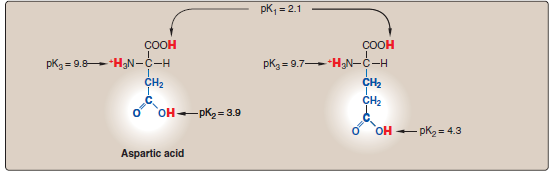 pK₁ = 2.1
COOH
COOH
pK₃ = 9.8 ⁺H₃N–C–H
pK₃ = 9.7 ⁺H₃N–C–H
CH₂
CH₂
C
CH₂
O OH pK₂ = 3.9
C
O OH pK₂ = 4.3
Aspartic acid